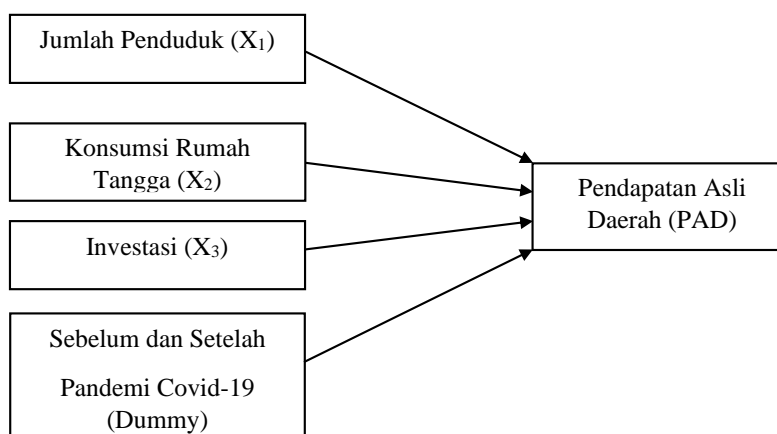 Jumlah Penduduk (X₁)
Konsumsi Rumah
Tangga (X₂)
Investasi (X₃)
Sebelum dan Setelah
Pandemi Covid-19
(Dummy)
Pendapatan Asli
Daerah (PAD)